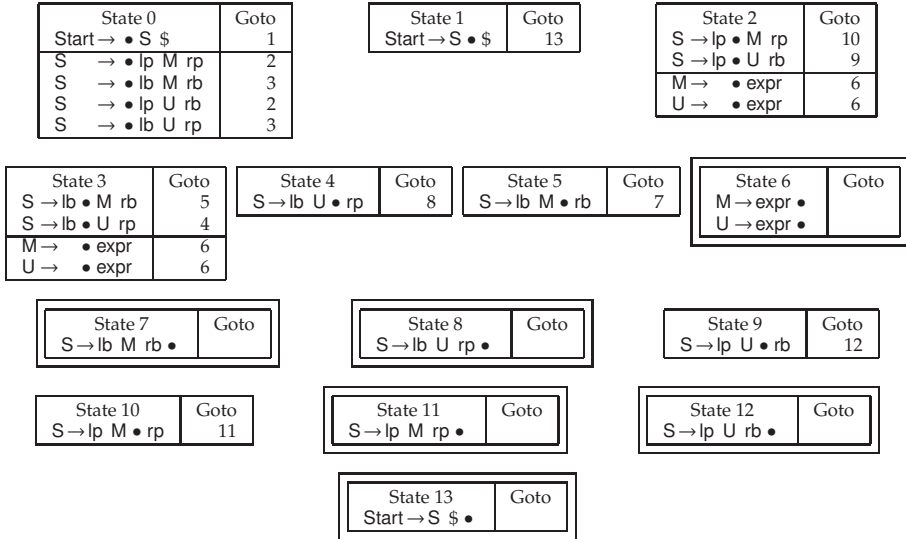 State 0 Goto
Start → • S $ 1
S → • lp M rp 2
S → • lb M rb 3
S → • lp U rb 2
S → • lb U rp 3
State 1 Goto
Start → S • $ 13
State 2 Goto
S → lp • M rp 10
S → lp • U rb 9
M → • expr 6
U → • expr 6
State 3 Goto
S → lb • M rb 5
S → lb • U rp 4
M → • expr 6
U → • expr 6
State 4 Goto
S → lb U • rp 8
State 5 Goto
S → lb M • rb 7
State 6 Goto
M → expr •
U → expr •
State 7 Goto
S → lb M rb •
State 8 Goto
S → lb U rp •
State 9 Goto
S → lp U • rb 12
State 10 Goto
S → lp M • rp 11
State 11 Goto
S → lp M rp •
State 12 Goto
S → lp U rb •
State 13 Goto
Start → S $ •